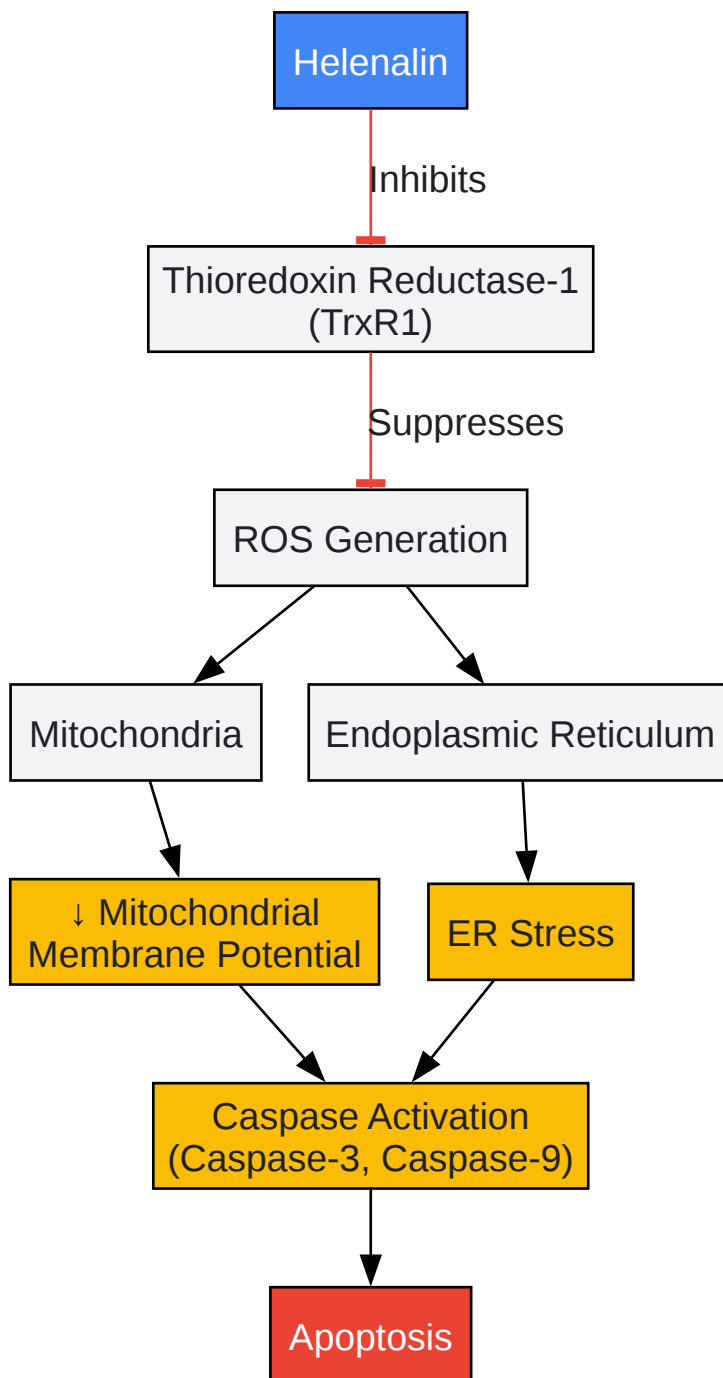 Helenalin
Inhibits
Thioredoxin Reductase-1
(TrxR1)
Suppresses
ROS Generation
Mitochondria
Endoplasmic Reticulum
↓ Mitochondrial
Membrane Potential
ER Stress
Caspase Activation
(Caspase-3, Caspase-9)
Apoptosis